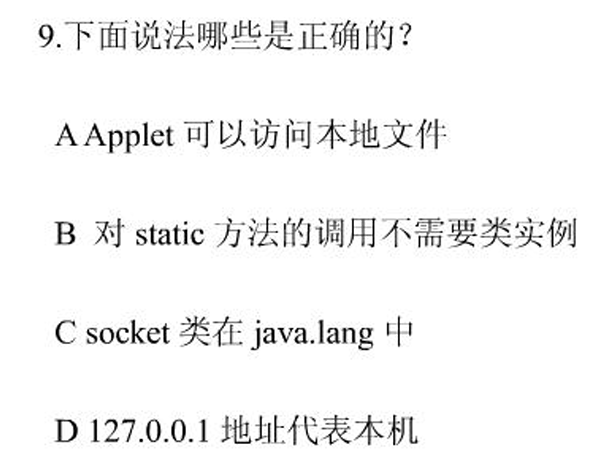 9.下面说法哪些是正确的?
A Applet 可以访问本地文件
B 对 static 方法的调用不需要类实例
C socket 类在 java.lang 中
D 127.0.0.1 地址代表本机